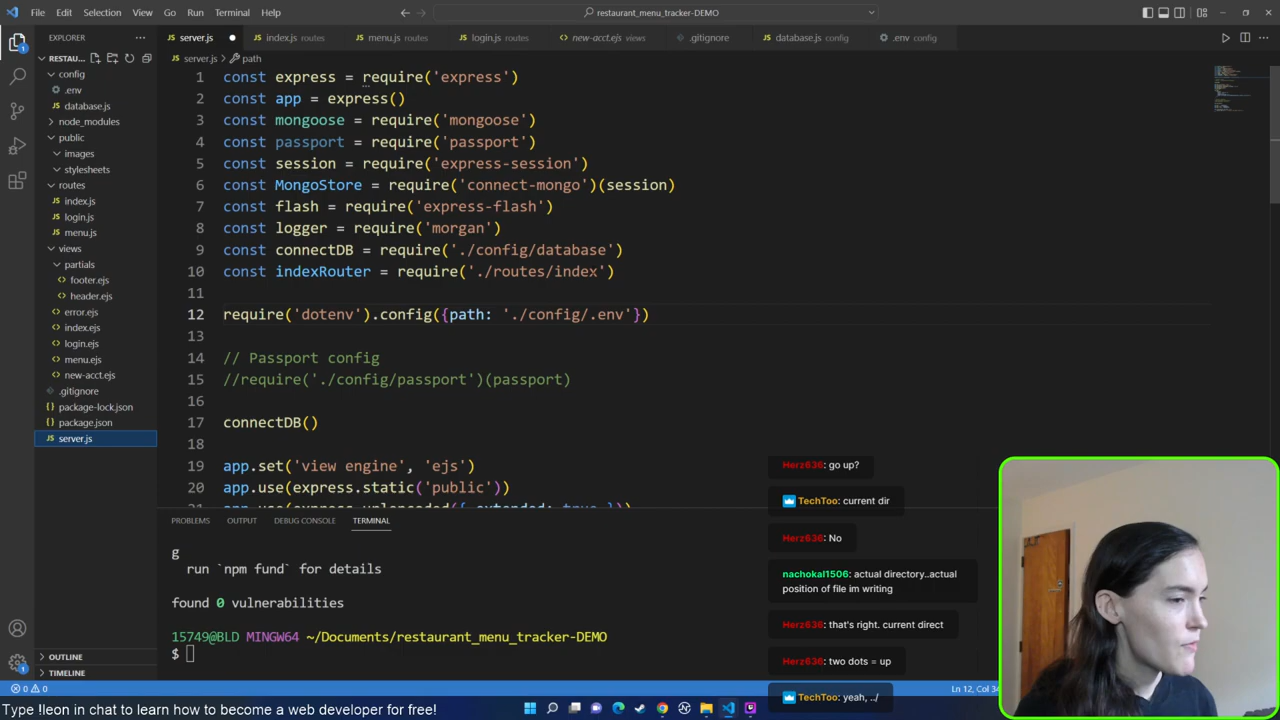 File Edit Selection View Go Run Terminal Help
restaurant_menu_tracker-DEMO
EXPLORER
server.js
index.js routes
menu.js routes
login.js routes
new-acct.ejs views
.gitignore
database.js config
.env config
RESTAU...
server.js > path
config
.env
database.js
node_modules
public
images
stylesheets
routes
index.js
login.js
menu.js
views
partials
footer.ejs
header.ejs
error.ejs
index.ejs
login.ejs
menu.ejs
new-acct.ejs
.gitignore
package-lock.json
package.json
server.js
OUTLINE
TIMELINE
1 const express = require('express')
2 const app = express()
3 const mongoose = require('mongoose')
4 const passport = require('passport')
5 const session = require('express-session')
6 const MongoStore = require('connect-mongo')(session)
7 const flash = require('express-flash')
8 const logger = require('morgan')
9 const connectDB = require('./config/database')
10 const indexRouter = require('./routes/index')
11
12 require('dotenv').config({path: './config/.env'})
13
14 // Passport config
15 //require('./config/passport')(passport)
16
17 connectDB()
18
19 app.set('view engine', 'ejs')
20 app.use(express.static('public'))
app.use(express.urlencoded({ extended: true }))
PROBLEMS OUTPUT DEBUG CONSOLE TERMINAL
g
run `npm fund` for details
found 0 vulnerabilities
15749@BLD MINGW64 ~/Documents/restaurant_menu_tracker-DEMO
$
Herz636: go up?
TechToo: current dir
Herz636: No
nachokal1506: actual directory..actual
position of file im writing
Herz636: that's right. current direct
Herz636: two dots = up
TechToo: yeah, ../
0 0
Ln 12, Col 34
Type !leon in chat to learn how to become a web developer for free!